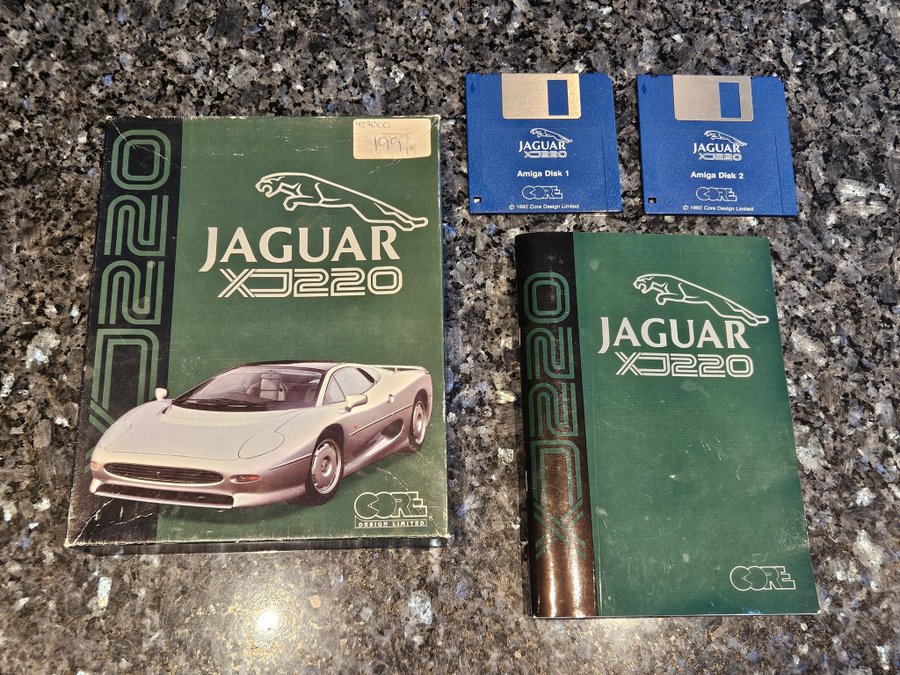 XJ220
427000
199,-
JAGUAR
XJ220
CORE
DESIGN LIMITED
JAGUAR
XJ220
Amiga Disk 1
CORE
© 1992 Core Design Limited
JAGUAR
XJ220
Amiga Disk 2
CORE
© 1992 Core Design Limited
XJ220
JAGUAR
XJ220
CORE